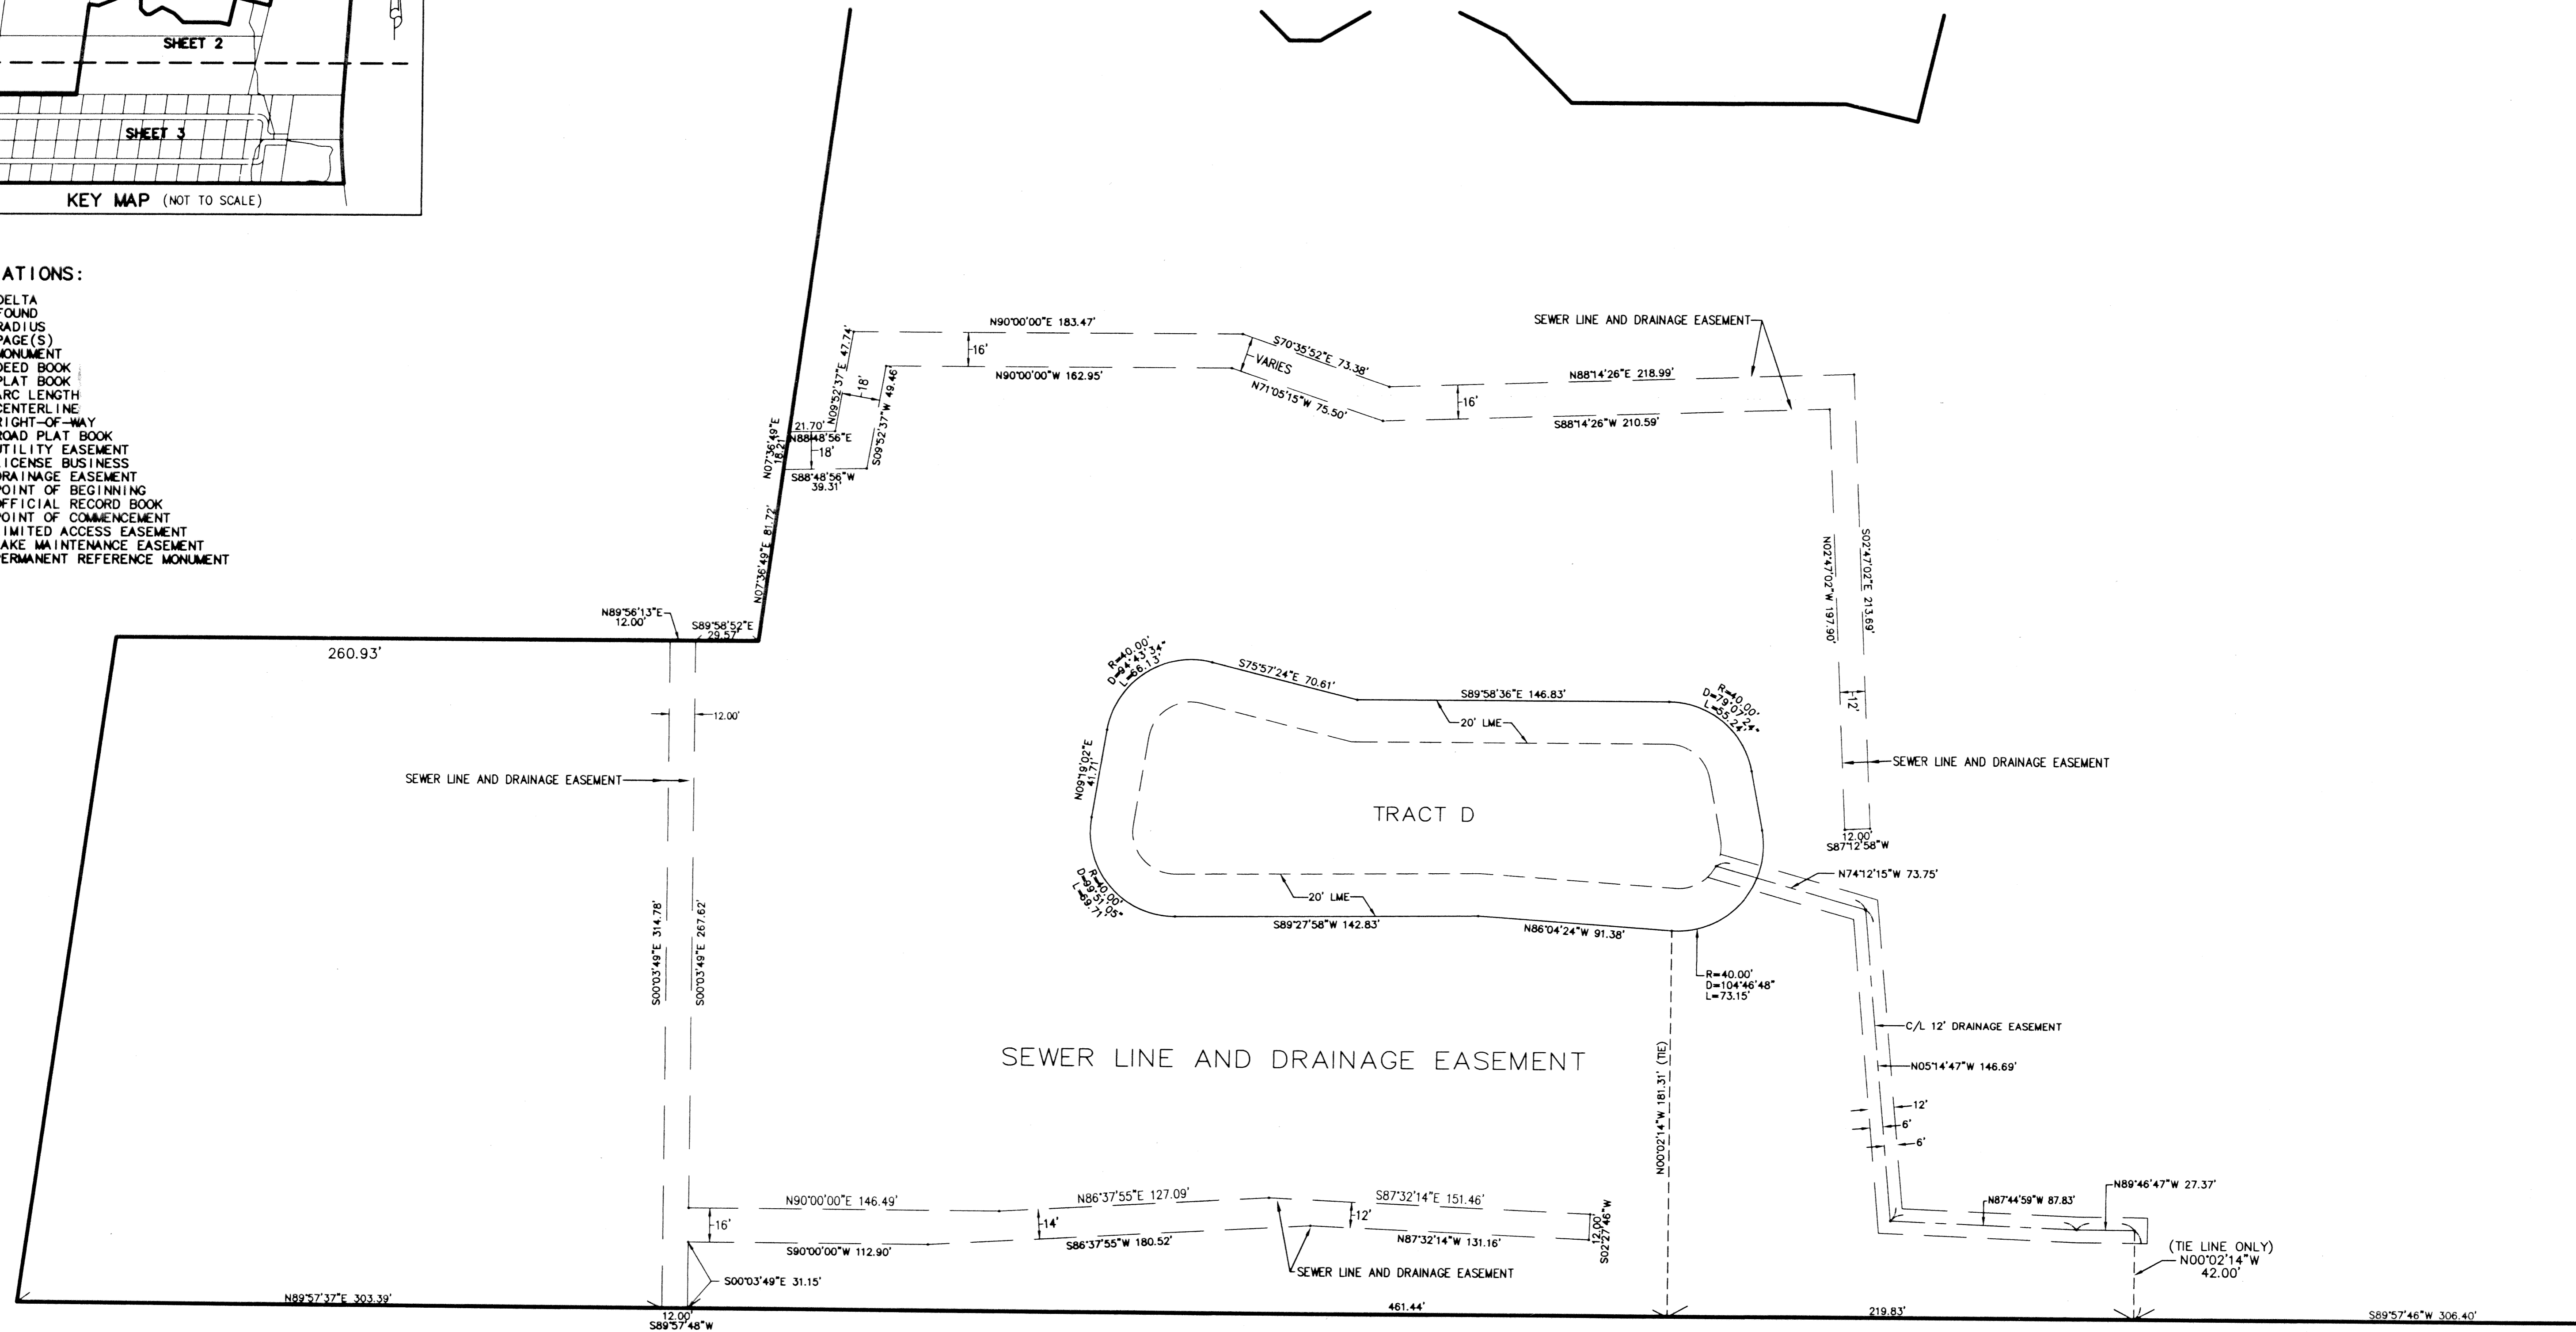 SHEET 2
SHEET 3
KEY MAP (NOT TO SCALE)
ATIONS:
DELTA
FOUND
RADIUS
PAGE(S)
MONUMENT
DEED BOOK
PLAT BOOK
ARC LENGTH
CENTERLINE
RIGHT-OF-WAY
ROAD PLAT BOOK
UTILITY EASEMENT
LICENSE BUSINESS
DRAINAGE EASEMENT
POINT OF BEGINNING
OFFICIAL RECORD BOOK
POINT OF COMMENCEMENT
LIMITED ACCESS EASEMENT
LAKE MAINTENANCE EASEMENT
PERMANENT REFERENCE MONUMENT
N90°00'00"E 183.47'
16'
N90°00'00"W 162.95'
N09°52'37"E 47.74'
18'
S09°52'37"W 49.46'
21.70'
N88°48'56"E
18'
S88°48'56"W
39.31'
N07°36'49"E
18.21'
N07°36'49"E 81.72'
S70°35'52"E 73.38'
VARIES
N71°05'15"W 75.50'
SEWER LINE AND DRAINAGE EASEMENT
N88°14'26"E 218.99'
16'
S88°14'26"W 210.59'
N02°47'02"W 197.90'
S02°47'02"E 213.69'
12'
SEWER LINE AND DRAINAGE EASEMENT
12.00'
S87°12'58"W
N89°56'13"E
12.00'
S89°58'52"E
29.57'
260.93'
12.00'
SEWER LINE AND DRAINAGE EASEMENT
S00°03'49"E 314.78'
S00°03'49"E 267.62'
R=40.00'
D=94°43'34"
L=66.13'
S75°57'24"E 70.61'
S89°58'36"E 146.83'
R=40.00'
D=79°07'24"
L=55.24'
20' LME
N09°19'02"E
41.71'
TRACT D
20' LME
R=40.00'
D=99°51'05"
L=69.71'
S89°27'58"W 142.83'
N86°04'24"W 91.38'
R=40.00'
D=104°46'48"
L=73.15'
N74°12'15"W 73.75'
C/L 12' DRAINAGE EASEMENT
N05°14'47"W 146.69'
12'
6'
6'
SEWER LINE AND DRAINAGE EASEMENT
N00°02'14"W 181.31' (TIE)
N90°00'00"E 146.49'
16'
S90°00'00"W 112.90'
N86°37'55"E 127.09'
14'
S86°37'55"W 180.52'
S87°32'14"E 151.46'
12'
N87°32'14"W 131.16'
12.00'
S02°27'46"W
SEWER LINE AND DRAINAGE EASEMENT
S00°03'49"E 31.15'
N87°44'59"W 87.83'
N89°46'47"W 27.37'
(TIE LINE ONLY)
N00°02'14"W
42.00'
N89°57'37"E 303.39'
12.00'
S89°57'48"W
461.44'
219.83'
S89°57'46"W 306.40'